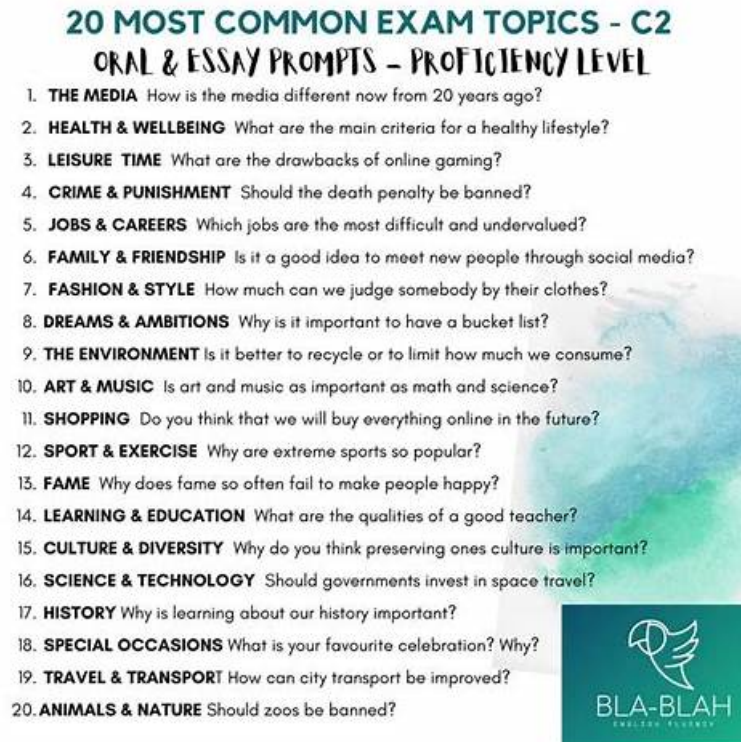 20 MOST COMMON EXAM TOPICS - C2
ORAL & ESSAY PROMPTS – PROFICIENCY LEVEL
1. THE MEDIA How is the media different now from 20 years ago?
2. HEALTH & WELLBEING What are the main criteria for a healthy lifestyle?
3. LEISURE TIME What are the drawbacks of online gaming?
4. CRIME & PUNISHMENT Should the death penalty be banned?
5. JOBS & CAREERS Which jobs are the most difficult and undervalued?
6. FAMILY & FRIENDSHIP Is it a good idea to meet new people through social media?
7. FASHION & STYLE How much can we judge somebody by their clothes?
8. DREAMS & AMBITIONS Why is it important to have a bucket list?
9. THE ENVIRONMENT Is it better to recycle or to limit how much we consume?
10. ART & MUSIC Is art and music as important as math and science?
11. SHOPPING Do you think that we will buy everything online in the future?
12. SPORT & EXERCISE Why are extreme sports so popular?
13. FAME Why does fame so often fail to make people happy?
14. LEARNING & EDUCATION What are the qualities of a good teacher?
15. CULTURE & DIVERSITY Why do you think preserving ones culture is important?
16. SCIENCE & TECHNOLOGY Should governments invest in space travel?
17. HISTORY Why is learning about our history important?
18. SPECIAL OCCASIONS What is your favourite celebration? Why?
19. TRAVEL & TRANSPORT How can city transport be improved?
20. ANIMALS & NATURE Should zoos be banned?
BLA-BLAH
ENGLISH FLUENCY